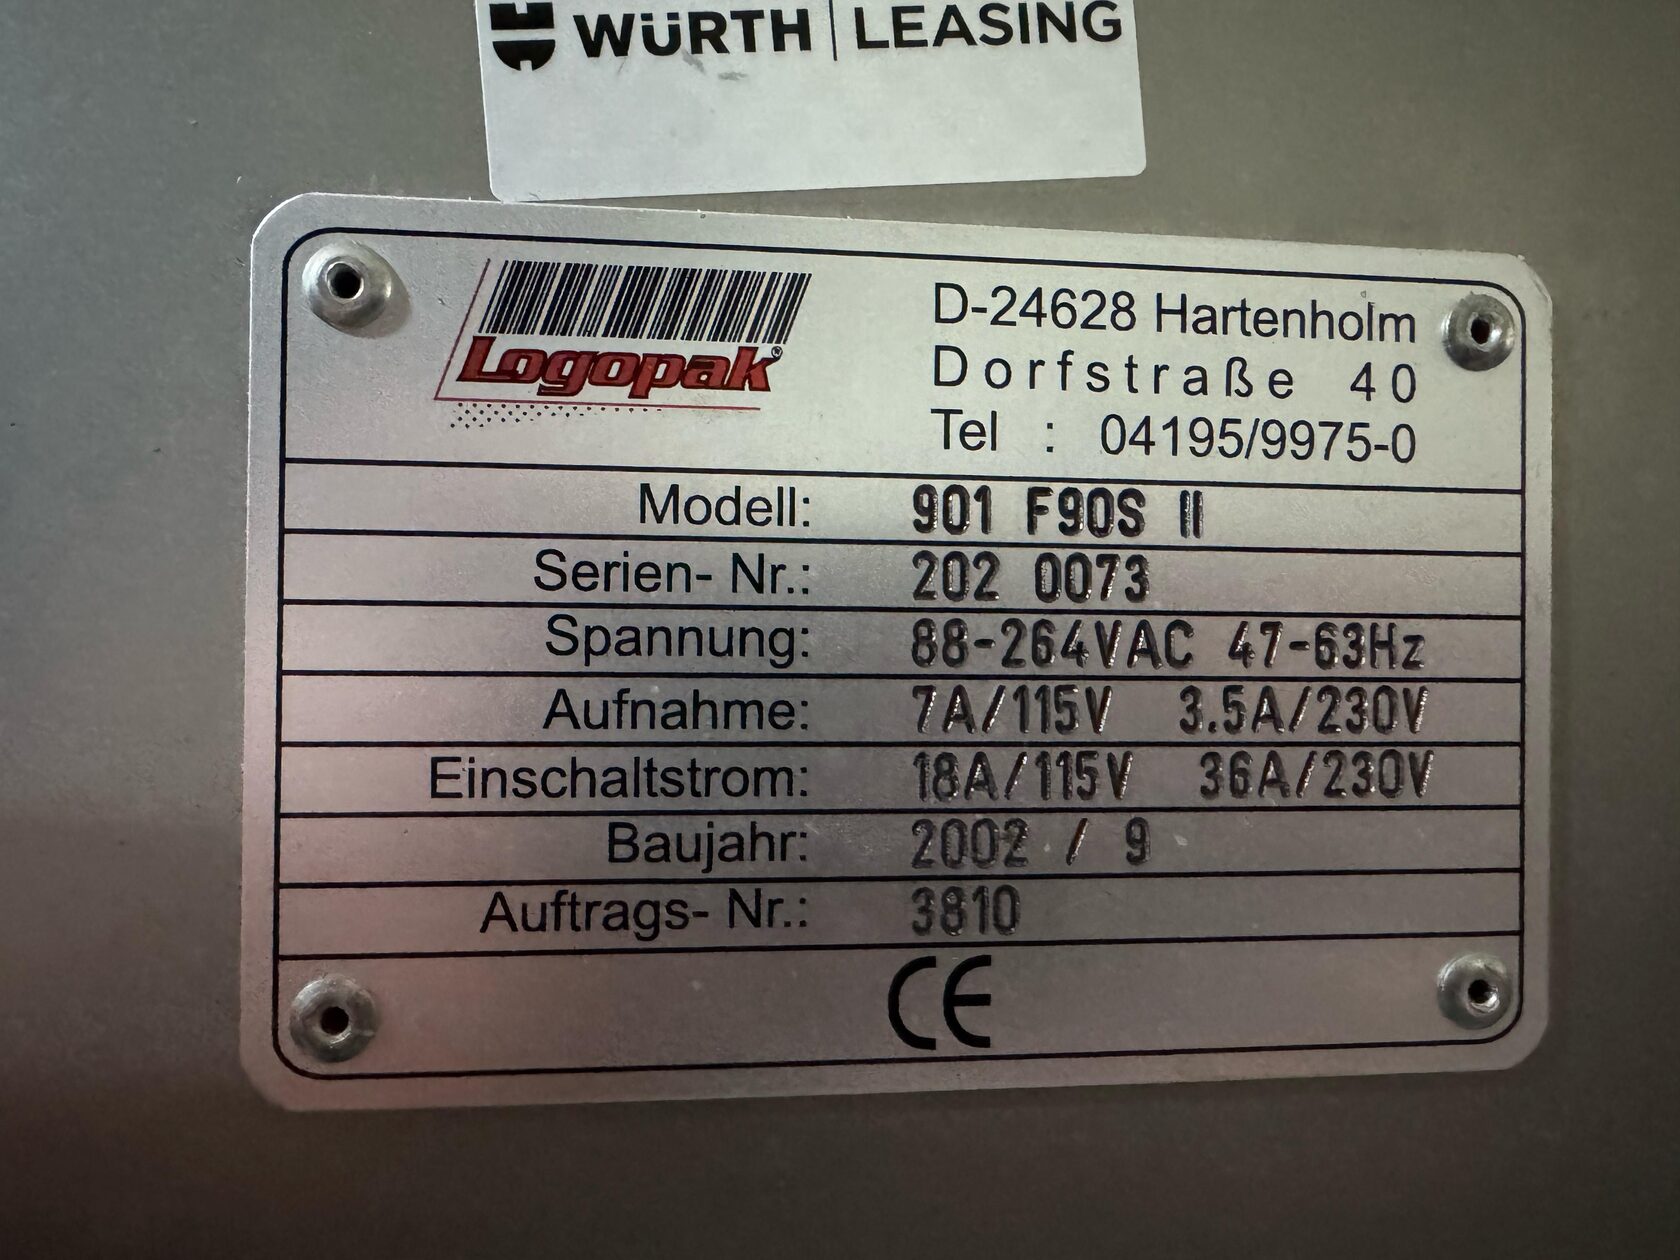 WÜRTH | LEASING
Logopak®
D-24628 Hartenholm
Dorfstraße 40
Tel : 04195/9975-0
Modell: 901 F90S II
Serien- Nr.: 202 0073
Spannung: 88-264VAC 47-63Hz
Aufnahme: 7A/115V 3.5A/230V
Einschaltstrom: 18A/115V 36A/230V
Baujahr: 2002 / 9
Auftrags- Nr.: 3810
CE